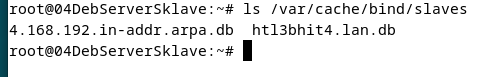 root@04DebServerSklave:~# ls /var/cache/bind/slaves
4.168.192.in-addr.arpa.db  htl3bhit4.lan.db
root@04DebServerSklave:~#